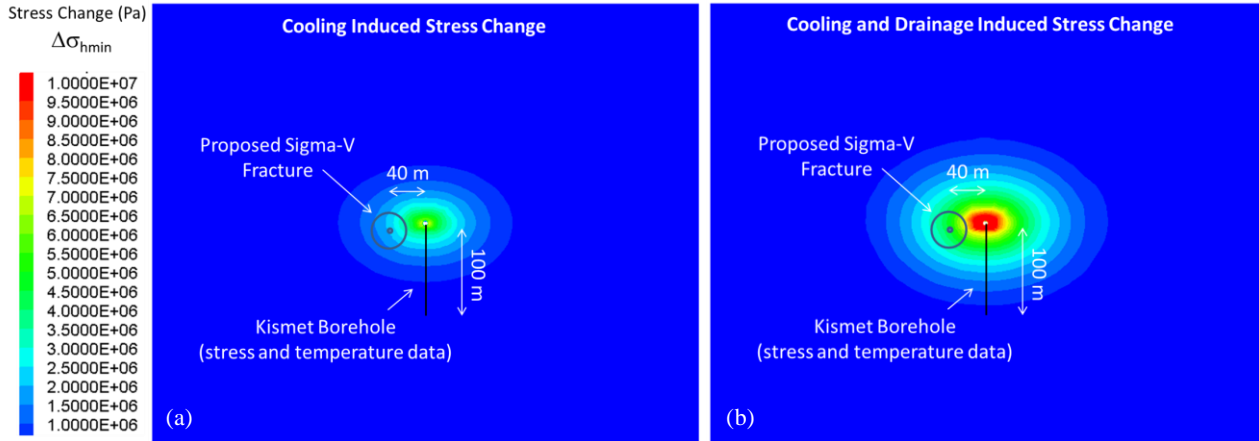 Stress Change (Pa)
Δσhmin
1.0000E+07
9.5000E+06
9.0000E+06
8.5000E+06
8.0000E+06
7.5000E+06
7.0000E+06
6.5000E+06
6.0000E+06
5.5000E+06
5.0000E+06
4.5000E+06
4.0000E+06
3.5000E+06
3.0000E+06
2.5000E+06
2.0000E+06
1.5000E+06
1.0000E+06
Cooling Induced Stress Change
Proposed Sigma-V
Fracture
40 m
100 m
Kismet Borehole
(stress and temperature data)
(a)
Cooling and Drainage Induced Stress Change
Proposed Sigma-V
Fracture
40 m
100 m
Kismet Borehole
(stress and temperature data)
(b)